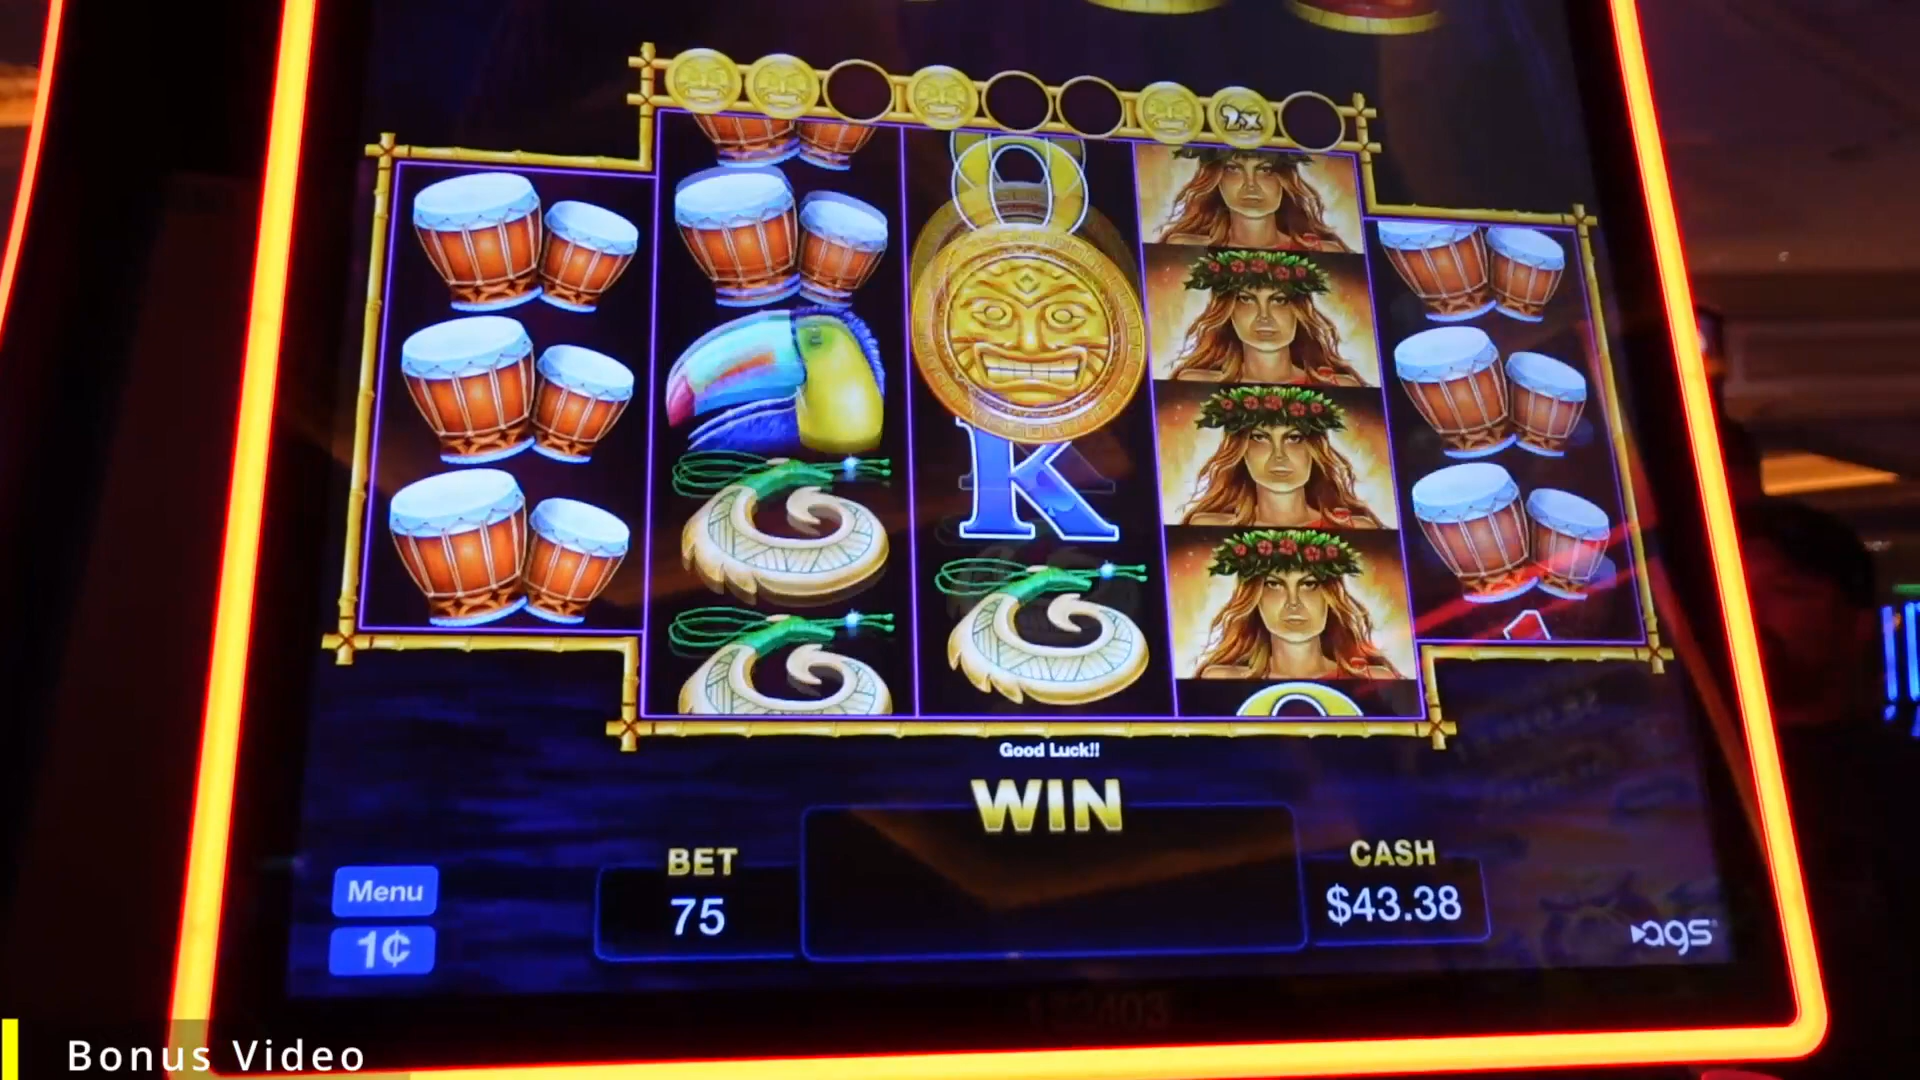 2x
K
Good Luck!!
WIN
BET
75
CASH
$43.38
Menu
1¢
ags
Bonus Video